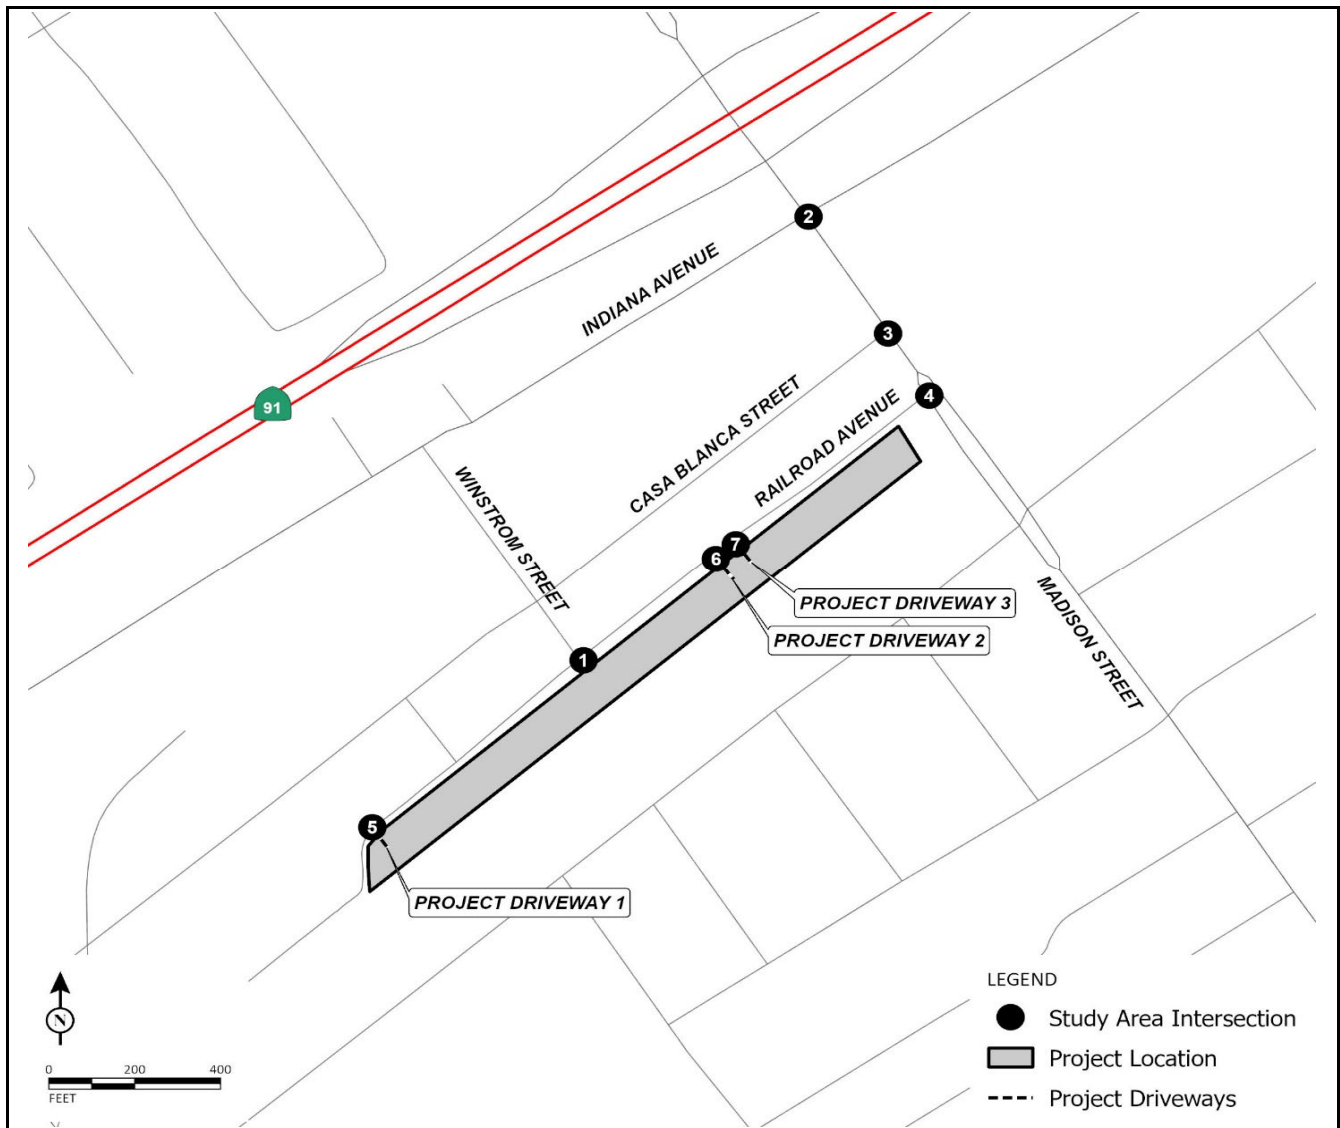 2
INDIANA AVENUE
3
91
CASA BLANCA STREET
4
RAILROAD AVENUE
WINSTROM STREET
7
6
PROJECT DRIVEWAY 3
PROJECT DRIVEWAY 2
MADISON STREET
1
5
PROJECT DRIVEWAY 1
N
0 200 400
FEET
LEGEND
Study Area Intersection
Project Location
Project Driveways